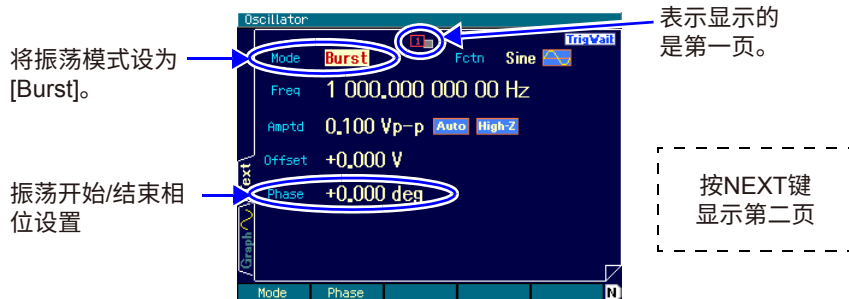 将振荡模式设为
[Burst]。
Oscillator
1
TrigWait
Mode Burst Fctn Sine
Freq 1 000.000 000 00 Hz
Amptd 0.100 Vp-p Auto High-Z
Offset +0.000 V
Phase +0.000 deg
Text
Graph
Mode Phase N
表示显示的
是第一页。
振荡开始/结束相
位设置
按NEXT键
显示第二页